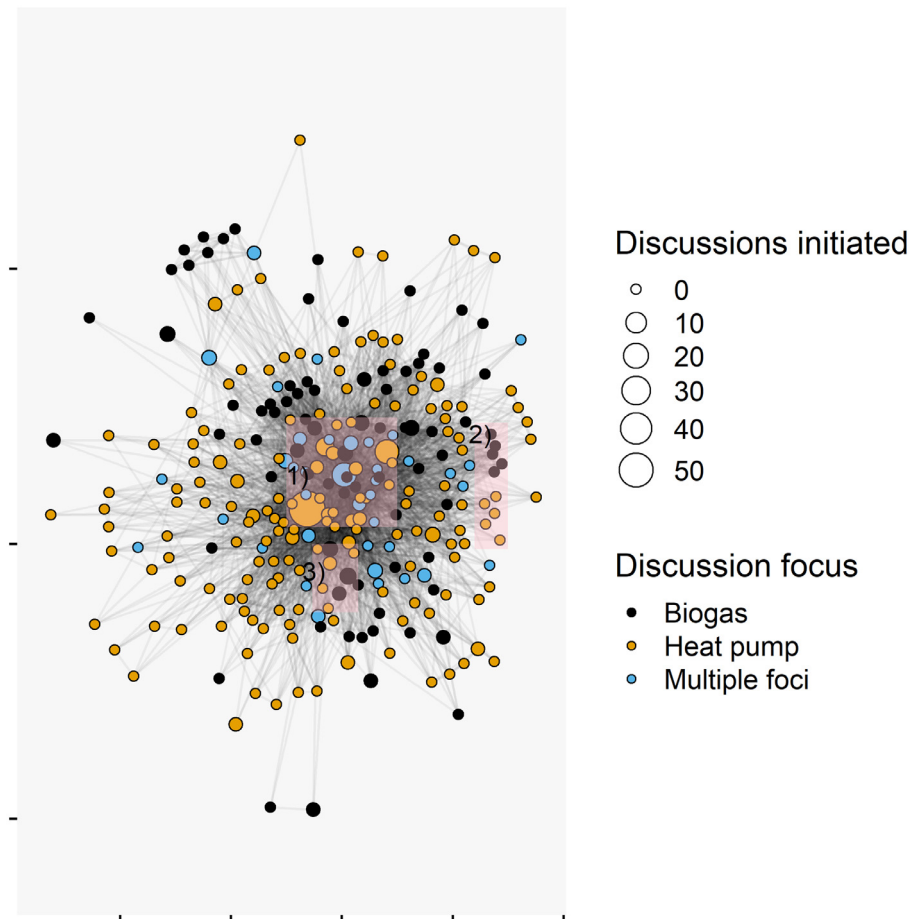 Discussions initiated
0
10
20
30
40
50
Discussion focus
Biogas
Heat pump
Multiple foci
1)
2)
3)